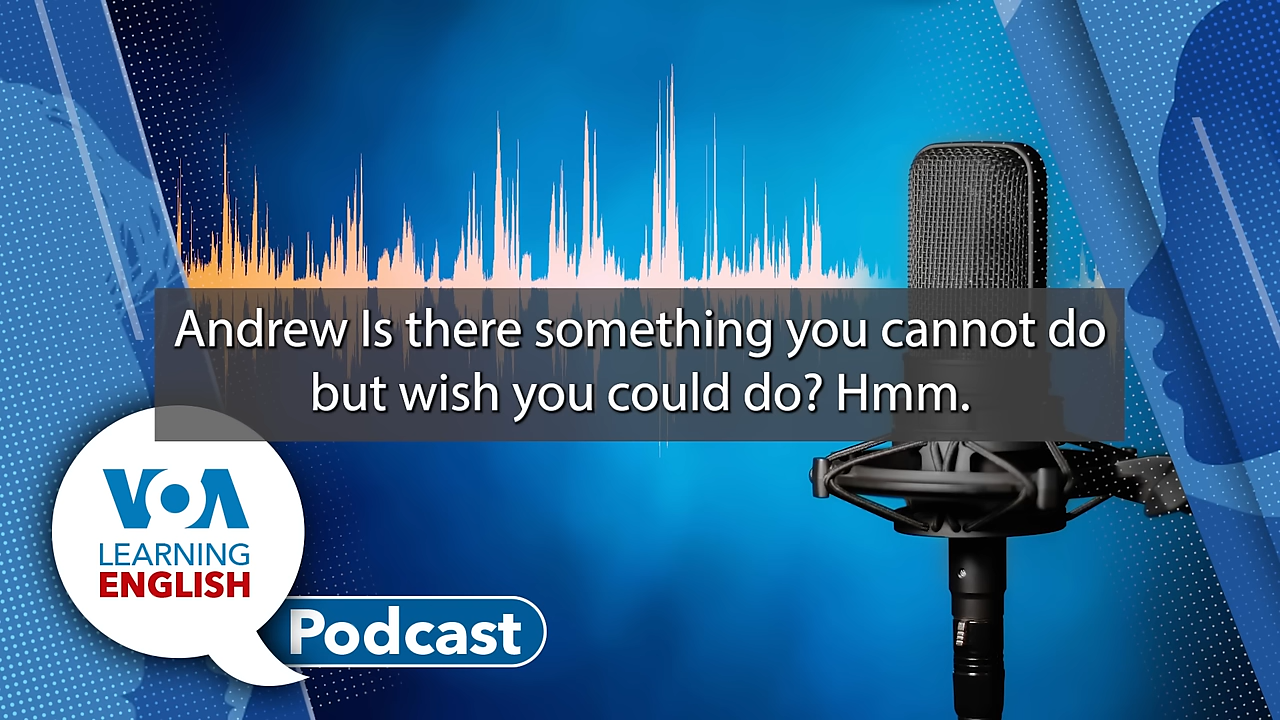 Andrew Is there something you cannot do
but wish you could do? Hmm.
VOA
LEARNING
ENGLISH
Podcast